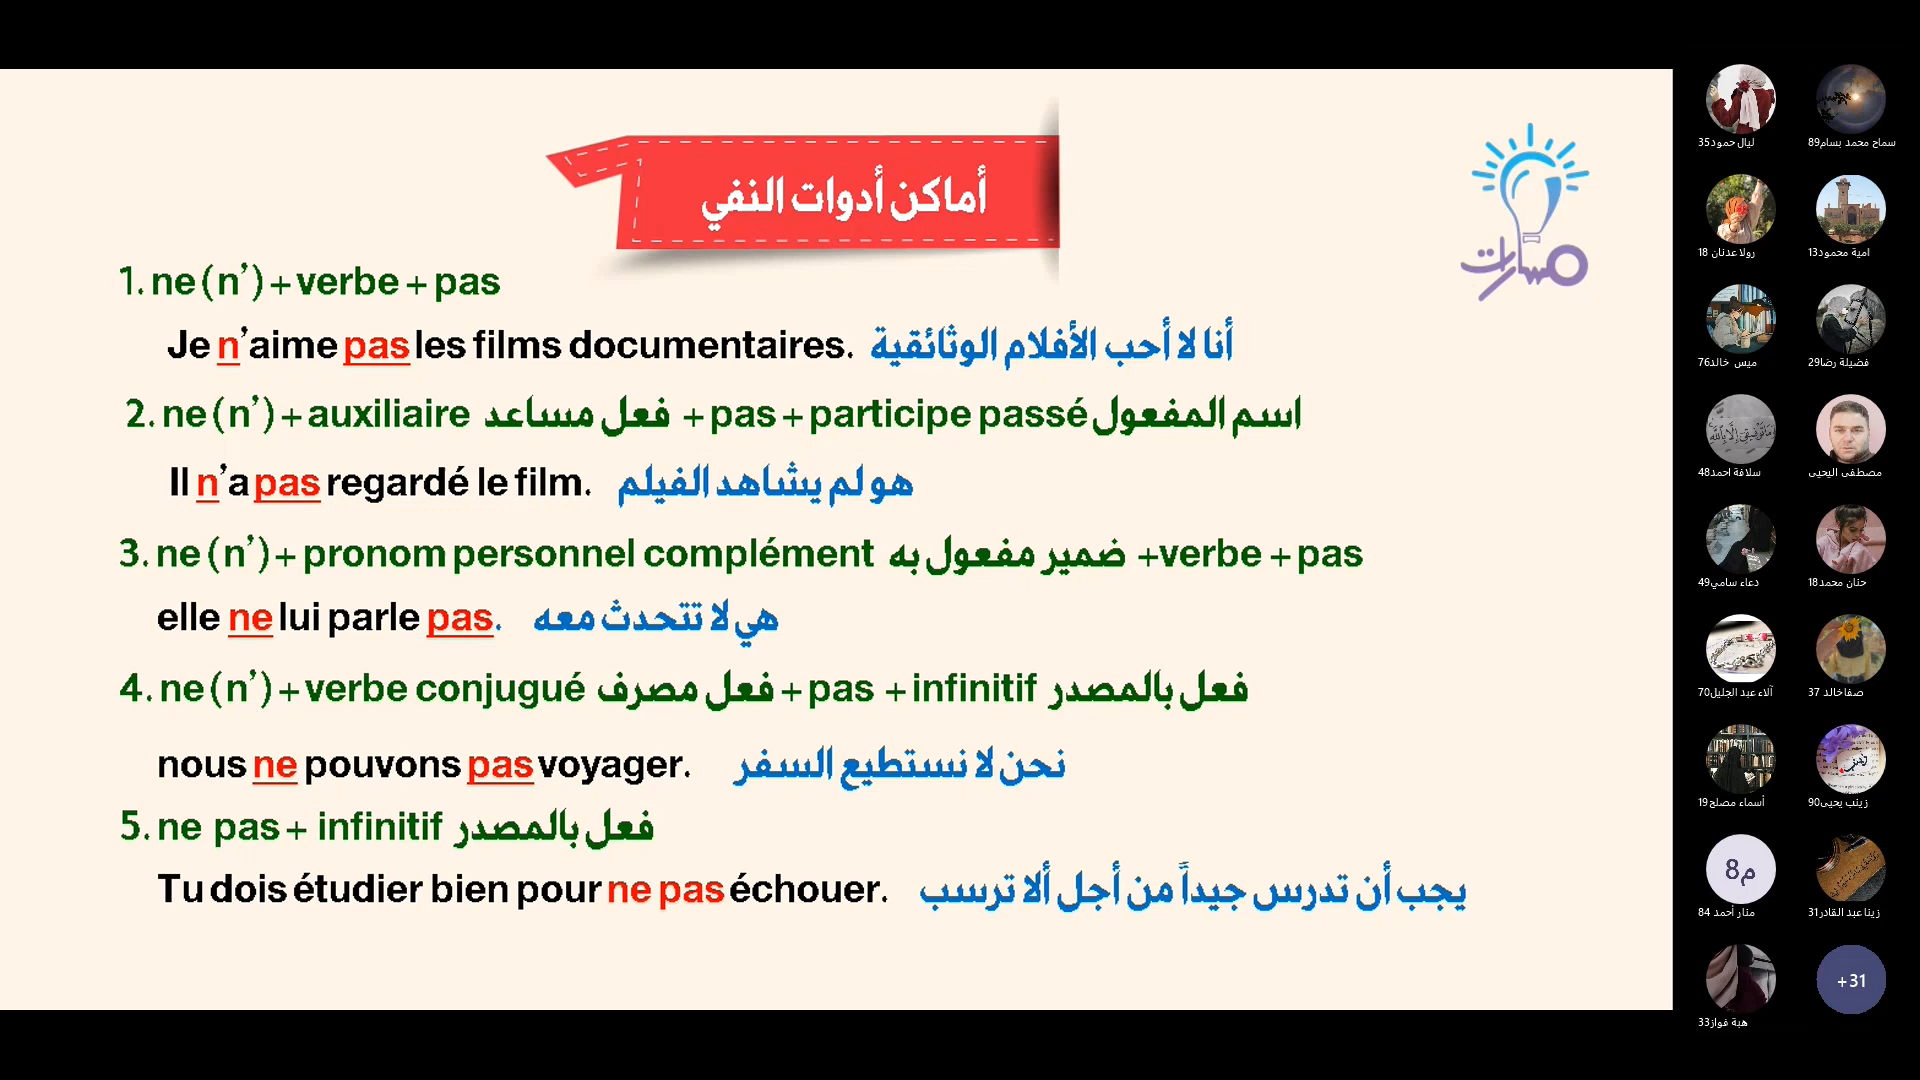 أماكن أدوات النفي
مسارات
1. ne (n’) + verbe + pas
Je n’aime pas les films documentaires. أنا لا أحب الأفلام الوثائقية
2. ne (n’) + auxiliaire فعل مساعد + pas + participe passé اسم المفعول
Il n’a pas regardé le film. هو لم يشاهد الفيلم
3. ne (n’) + pronom personnel complément ضمير مفعول به +verbe + pas
elle ne lui parle pas. هي لا تتحدث معه
4. ne (n’) + verbe conjugué فعل مصرف + pas + infinitif فعل بالمصدر
nous ne pouvons pas voyager. نحن لا نستطيع السفر
5. ne pas + infinitif فعل بالمصدر
Tu dois étudier bien pour ne pas échouer. يجب أن تدرس جيداً من أجل ألا ترسب
ليال حمود35
سماح محمد بسام89
رولا عدنان 18
امية محمود13
ميس خالد76
فضيلة رضا29
سلافة احمد48
مصطفى اليحيى
دعاء سامي49
حنان محمد18
آلاء عبد الجليل70
صفا خالد 37
أسماء مصلح19
زينب يحيى90
م8
منار أحمد 84
زينا عبد القادر31
هبة فواز33
+31